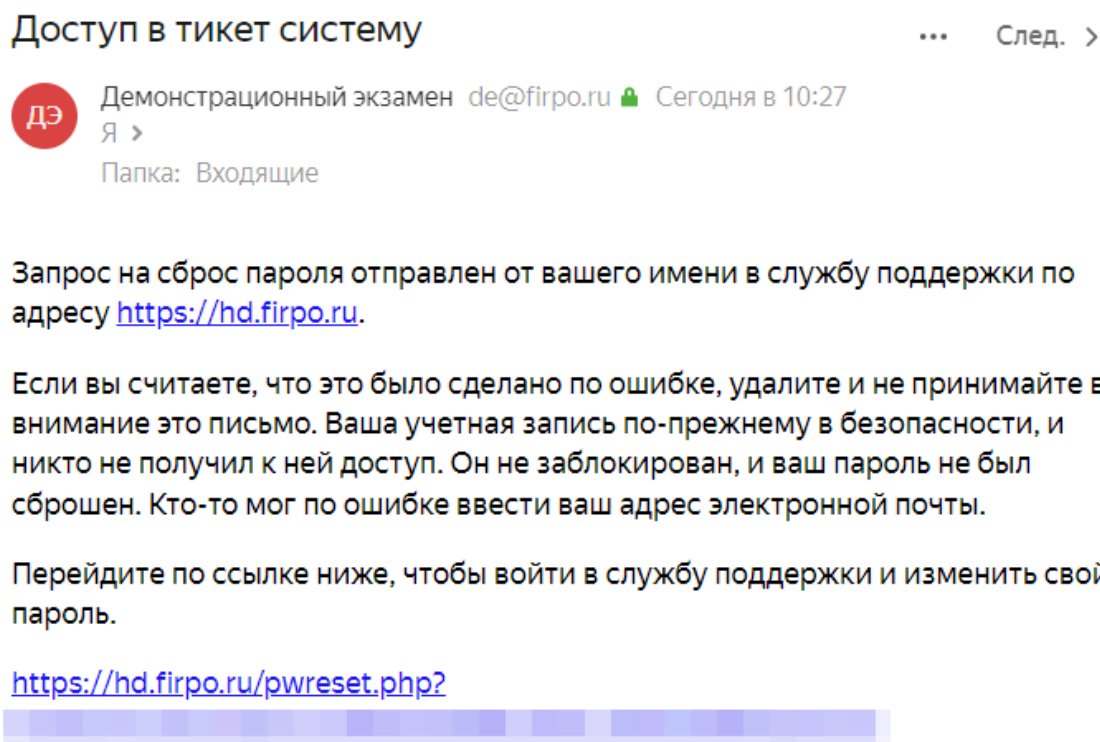 Доступ в тикет систему
... След. >
ДЭ
Демонстрационный экзамен de@firpo.ru Сегодня в 10:27
Я >
Папка: Входящие
Запрос на сброс пароля отправлен от вашего имени в службу поддержки по
адресу https://hd.firpo.ru.
Если вы считаете, что это было сделано по ошибке, удалите и не принимайте в
внимание это письмо. Ваша учетная запись по-прежнему в безопасности, и
никто не получил к ней доступ. Он не заблокирован, и ваш пароль не был
сброшен. Кто-то мог по ошибке ввести ваш адрес электронной почты.
Перейдите по ссылке ниже, чтобы войти в службу поддержки и изменить свой
пароль.
https://hd.firpo.ru/pwreset.php?